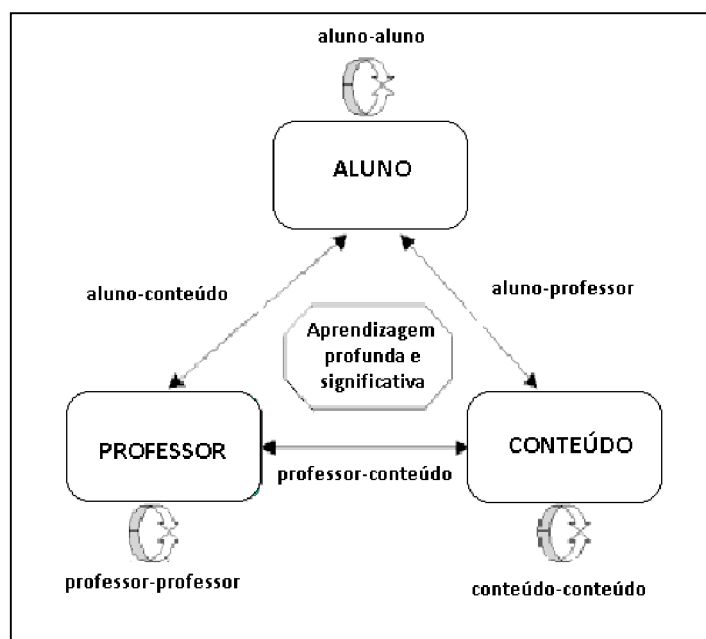 aluno-aluno
ALUNO
aluno-conteúdo
aluno-professor
Aprendizagem
profunda e
significativa
PROFESSOR
CONTEÚDO
professor-conteúdo
professor-professor
conteúdo-conteúdo